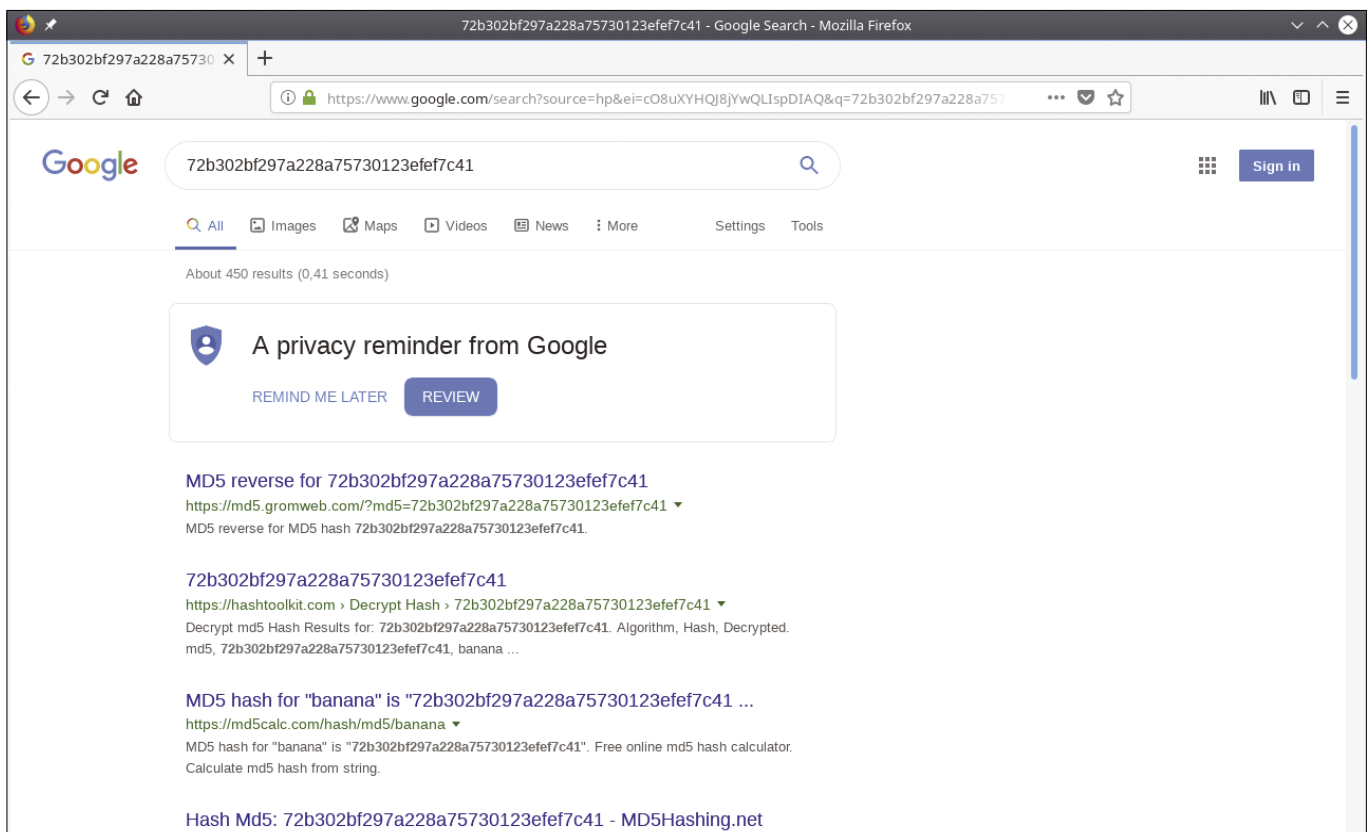 72b302bf297a228a75730123efef7c41 - Google Search - Mozilla Firefox
G 72b302bf297a228a75730
https://www.google.com/search?source=hp&ei=cO8uXYHQJ8jYwQLIspDIAQ&q=72b302bf297a228a757
Google
72b302bf297a228a75730123efef7c41
Sign in
All Images Maps Videos News More Settings Tools
About 450 results (0,41 seconds)
A privacy reminder from Google
REMIND ME LATER REVIEW
MD5 reverse for 72b302bf297a228a75730123efef7c41
https://md5.gromweb.com/?md5=72b302bf297a228a75730123efef7c41
MD5 reverse for MD5 hash 72b302bf297a228a75730123efef7c41.
72b302bf297a228a75730123efef7c41
https://hashtoolkit.com › Decrypt Hash › 72b302bf297a228a75730123efef7c41
Decrypt md5 Hash Results for: 72b302bf297a228a75730123efef7c41. Algorithm, Hash, Decrypted.
md5, 72b302bf297a228a75730123efef7c41, banana ...
MD5 hash for "banana" is "72b302bf297a228a75730123efef7c41 ...
https://md5calc.com/hash/md5/banana
MD5 hash for "banana" is "72b302bf297a228a75730123efef7c41". Free online md5 hash calculator.
Calculate md5 hash from string.
Hash Md5: 72b302bf297a228a75730123efef7c41 - MD5Hashing.net